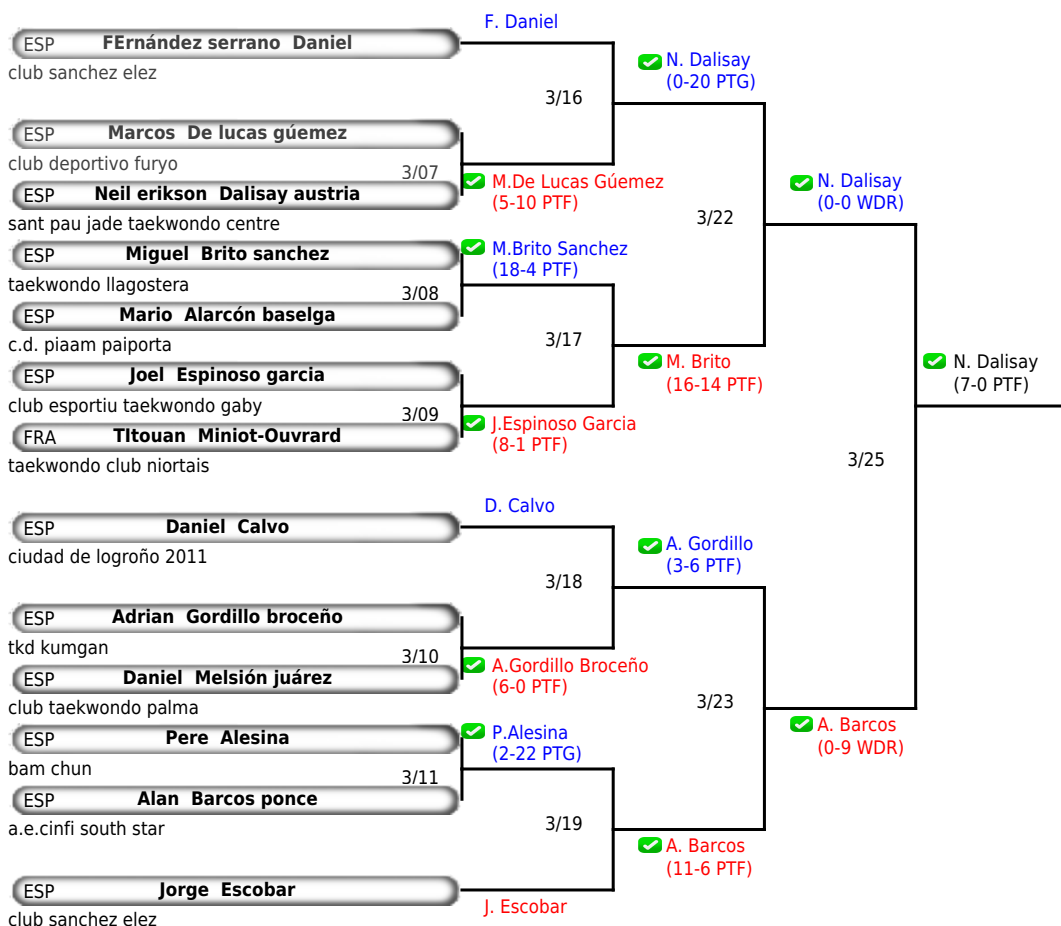 F. Daniel
ESP FErnández serrano Daniel
club sanchez elez
N. Dalisay
(0-20 PTG)
3/16
ESP Marcos De lucas gúemez
club deportivo furyo
3/07
ESP Neil erikson Dalisay austria
sant pau jade taekwondo centre
M.De Lucas Gúemez
(5-10 PTF)
N. Dalisay
(0-0 WDR)
3/22
ESP Miguel Brito sanchez
taekwondo llagostera
M.Brito Sanchez
(18-4 PTF)
3/08
ESP Mario Alarcón baselga
c.d. piaam paiporta
3/17
ESP Joel Espinoso garcia
club esportiu taekwondo gaby
M. Brito
(16-14 PTF)
N. Dalisay
(7-0 PTF)
3/09
FRA TItouan Miniot-Ouvrard
taekwondo club niortais
J.Espinoso Garcia
(8-1 PTF)
3/25
D. Calvo
ESP Daniel Calvo
ciudad de logroño 2011
A. Gordillo
(3-6 PTF)
3/18
ESP Adrian Gordillo broceño
tkd kumgan
3/10
ESP Daniel Melsión juárez
club taekwondo palma
A.Gordillo Broceño
(6-0 PTF)
3/23
ESP Pere Alesina
bam chun
P.Alesina
(2-22 PTG)
A. Barcos
(0-9 WDR)
3/11
ESP Alan Barcos ponce
a.e.cinfi south star
3/19
A. Barcos
(11-6 PTF)
ESP Jorge Escobar
club sanchez elez
J. Escobar